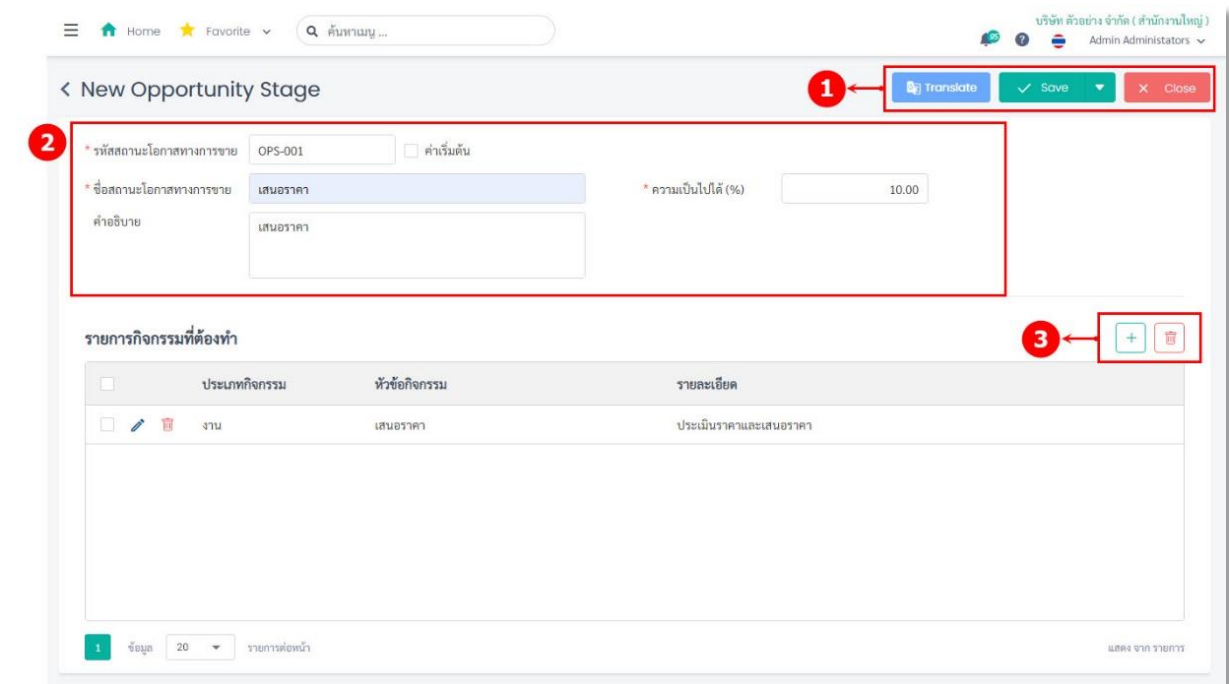 บริษัท ตัวอย่าง จำกัด ( สำนักงานใหญ่ )
Home Favorite ค้นหาเมนู ... Admin Administators
New Opportunity Stage
1 Translate Save Close
2
* รหัสสถานะโอกาสทางการขาย OPS-001 ค่าเริ่มต้น
* ชื่อสถานะโอกาสทางการขาย เสนอราคา * ความเป็นไปได้ (%) 10.00
คำอธิบาย เสนอราคา
รายการกิจกรรมที่ต้องทำ 3 +
ประเภทกิจกรรม หัวข้อกิจกรรม รายละเอียด
งาน เสนอราคา ประเมินราคาและเสนอราคา
1 ข้อมูล 20 รายการต่อหน้า แสดง จาก รายการ